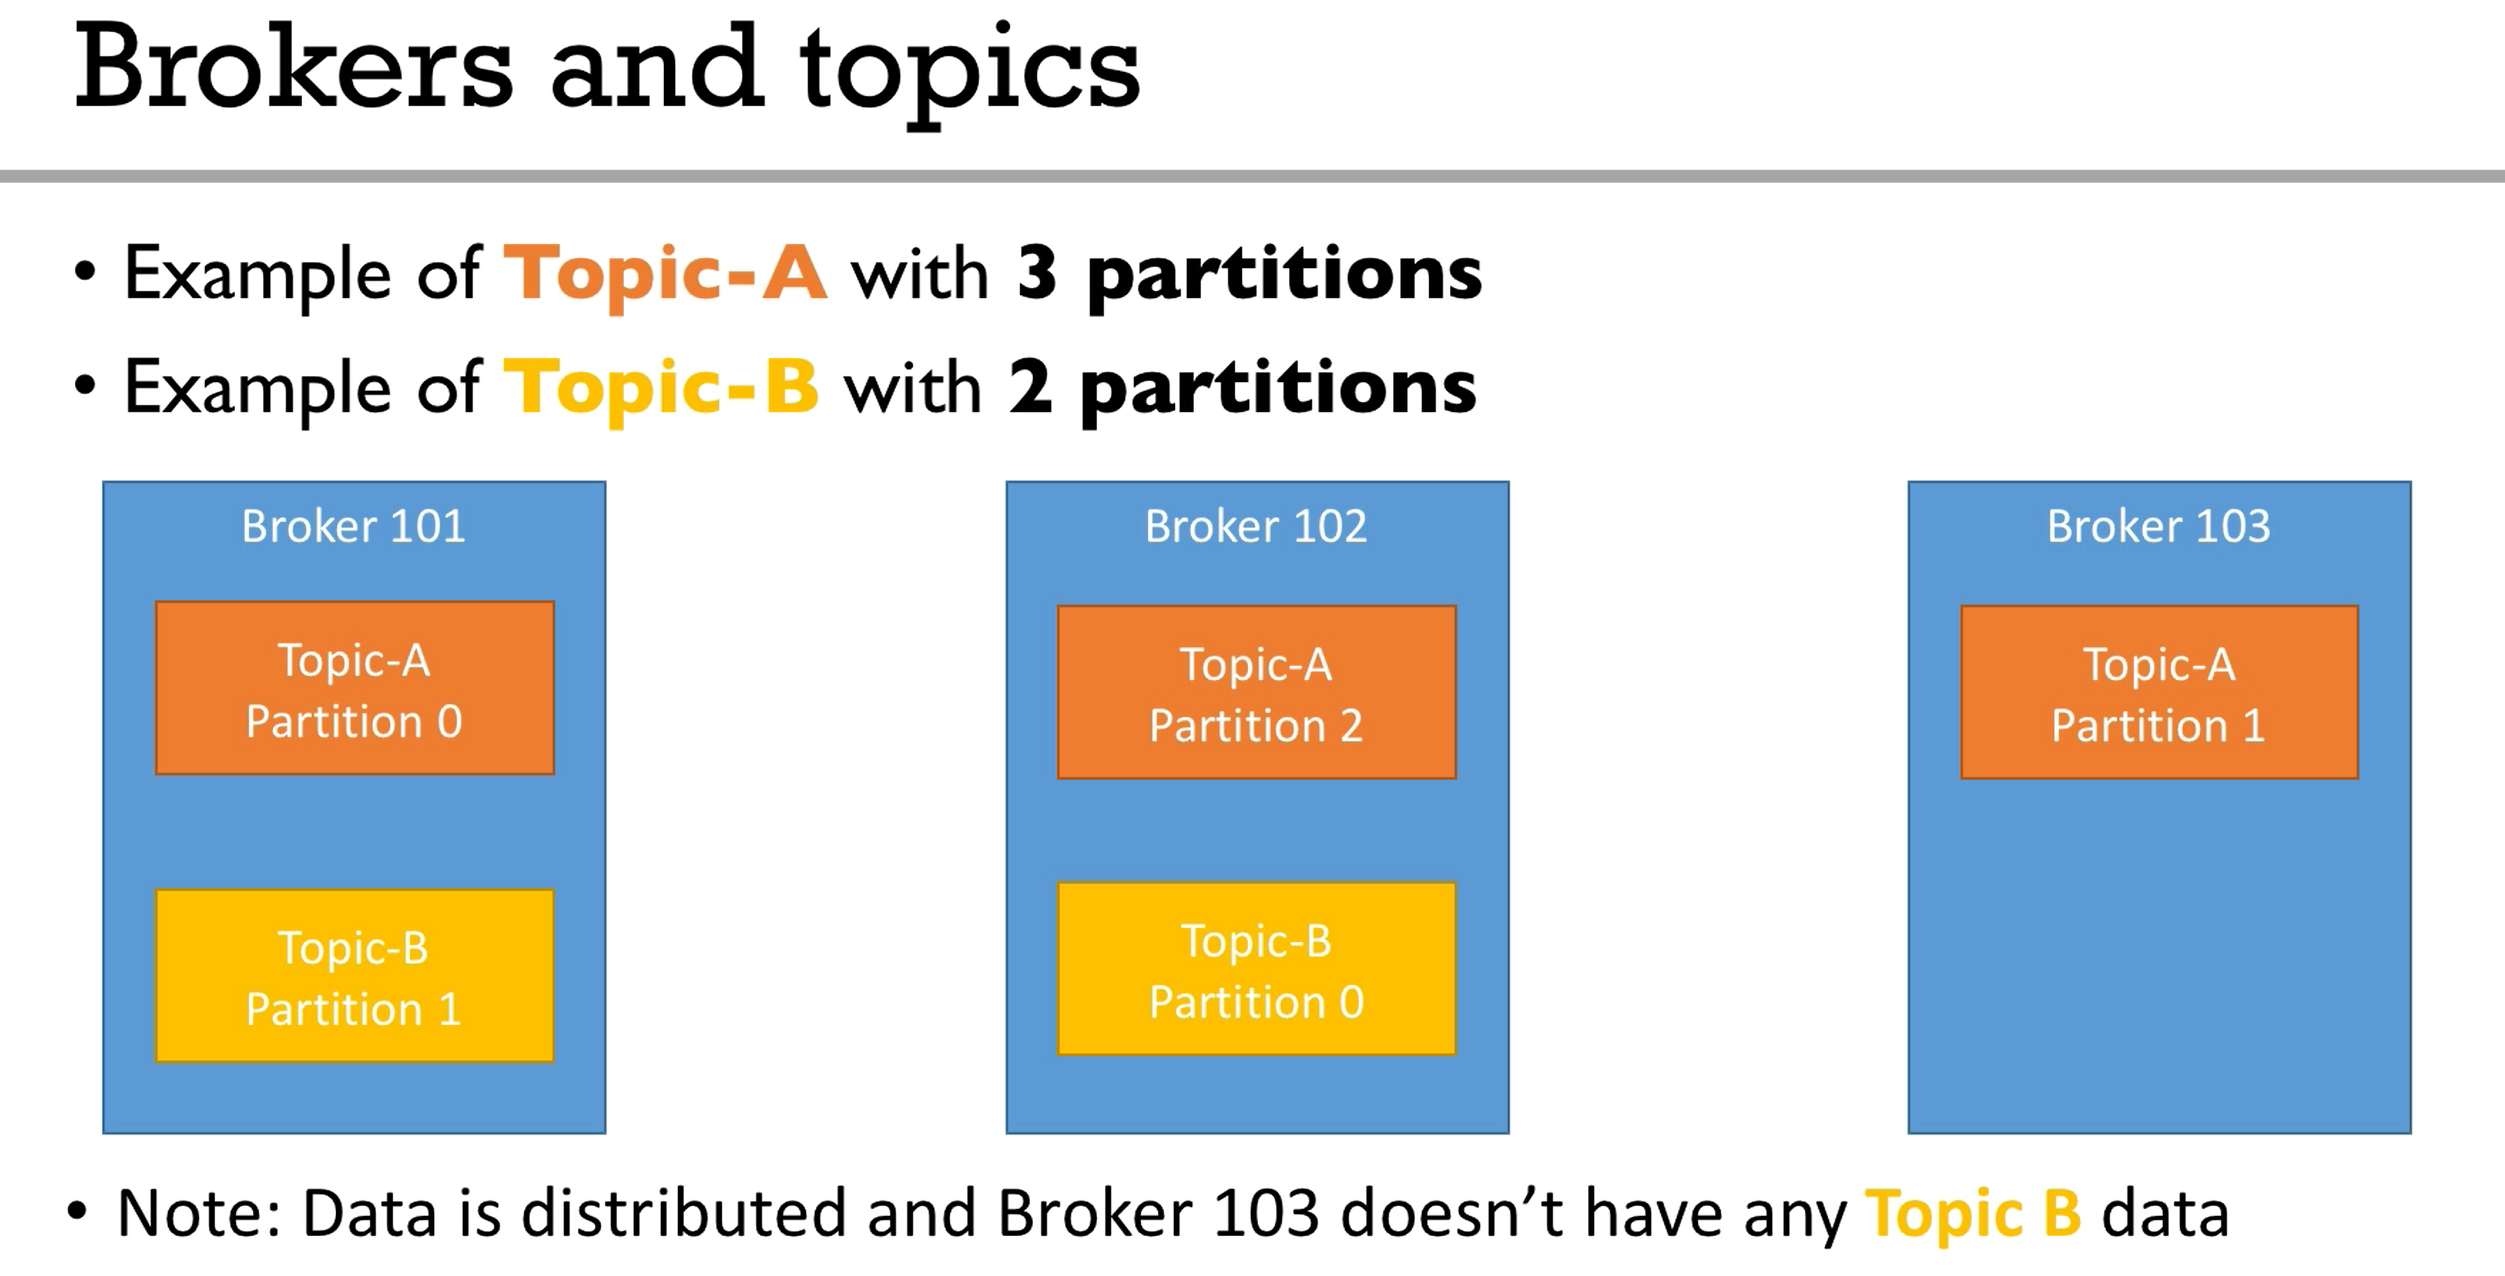 Brokers and topics
• Example of Topic-A with 3 partitions
• Example of Topic-B with 2 partitions
Broker 101
Topic-A
Partition 0
Topic-B
Partition 1
Broker 102
Topic-A
Partition 2
Topic-B
Partition 0
Broker 103
Topic-A
Partition 1
• Note: Data is distributed and Broker 103 doesn’t have any Topic B data